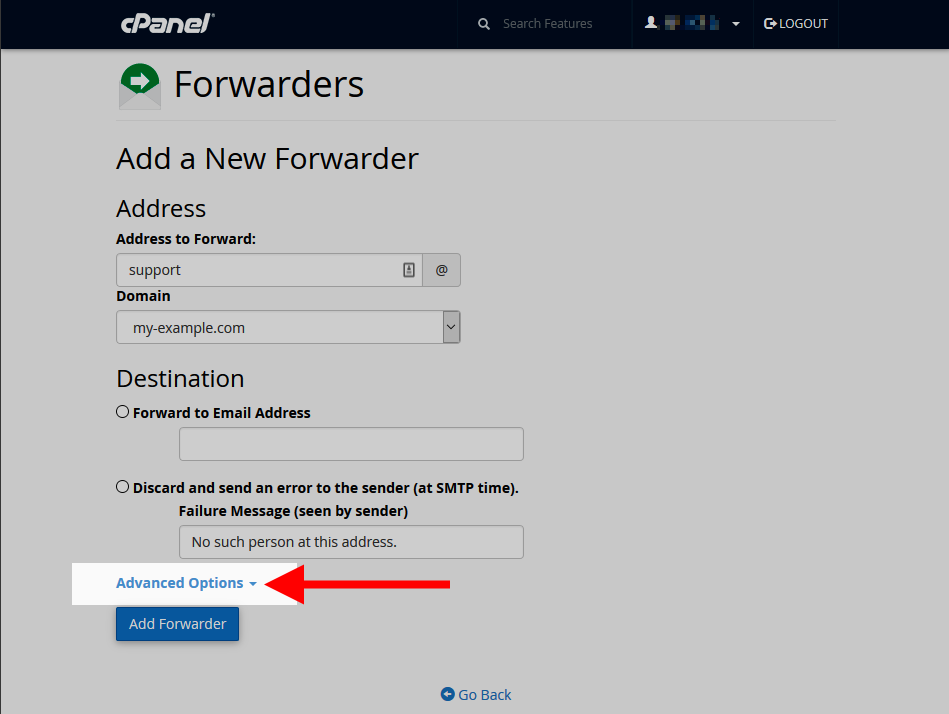 cPanel®
Search Features
LOGOUT
Forwarders
Add a New Forwarder
Address
Address to Forward:
support @
Domain
my-example.com
Destination
Forward to Email Address
Discard and send an error to the sender (at SMTP time).
Failure Message (seen by sender)
No such person at this address.
Advanced Options
Add Forwarder
Go Back